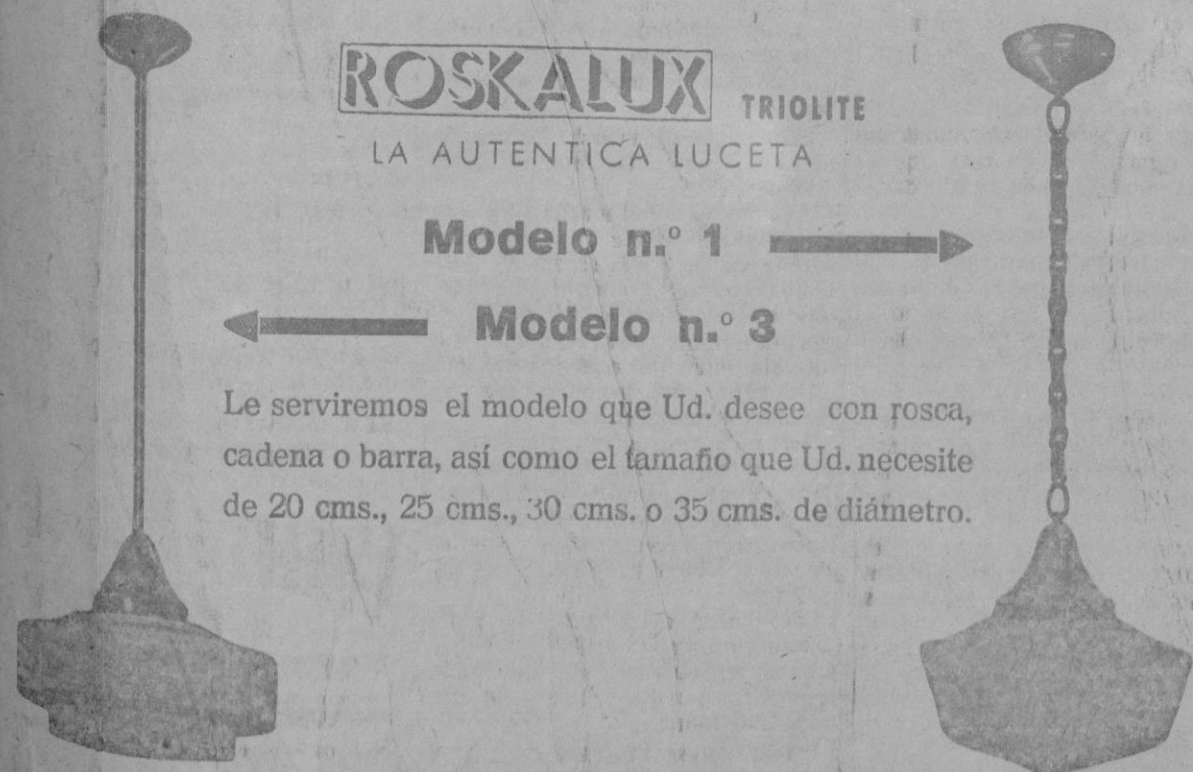 ROSKALUX TRIOLITE
LA AUTENTICA LUCETA
Modelo n.º 1
Modelo n.º 3
Le serviremos el modelo que Ud. desee con rosca,
cadena o barra, así como el tamaño que Ud. necesite
de 20 cms., 25 cms., 30 cms. o 35 cms. de diámetro.